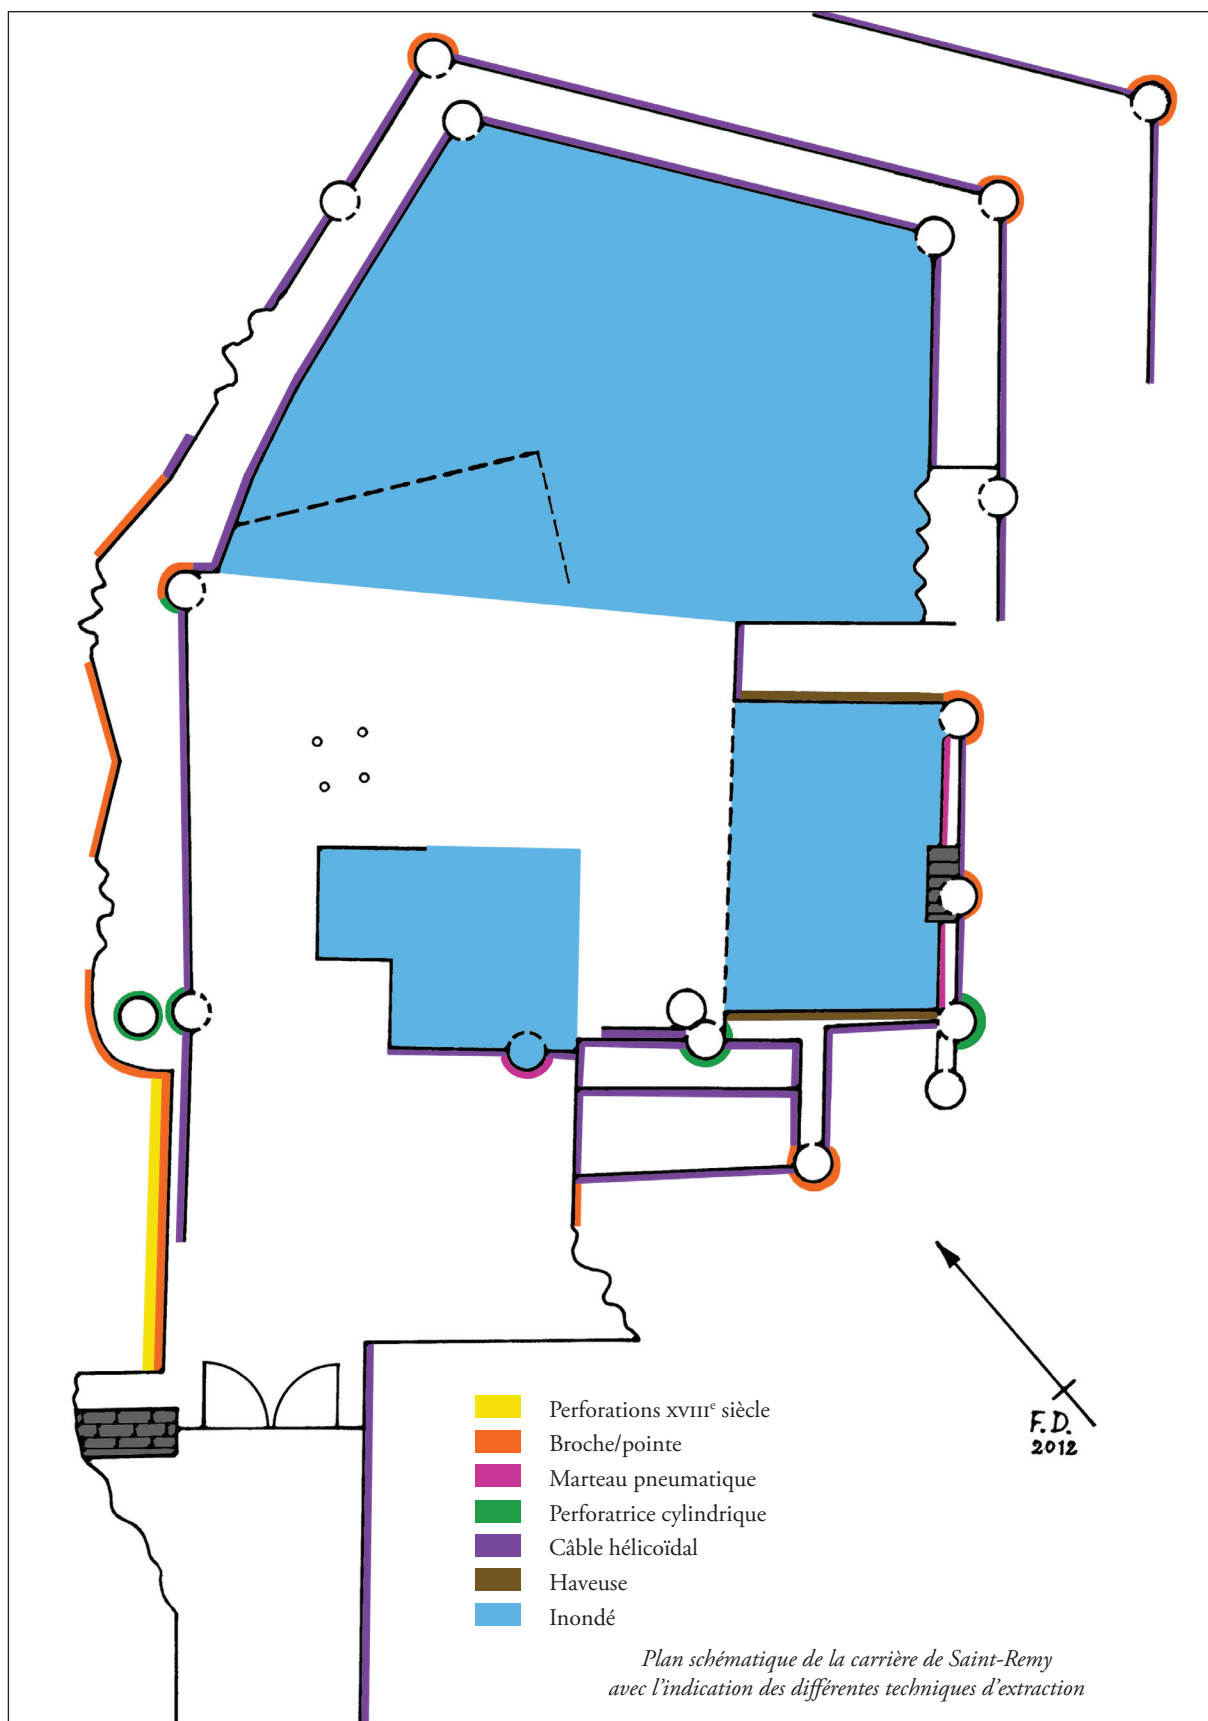 Perforations XVIIIᵉ siècle
Broche/pointe
Marteau pneumatique
Perforatrice cylindrique
Câble hélicoïdal
Haveuse
Inondé
F.D.
2012
Plan schématique de la carrière de Saint-Remy
avec l’indication des différentes techniques d’extraction